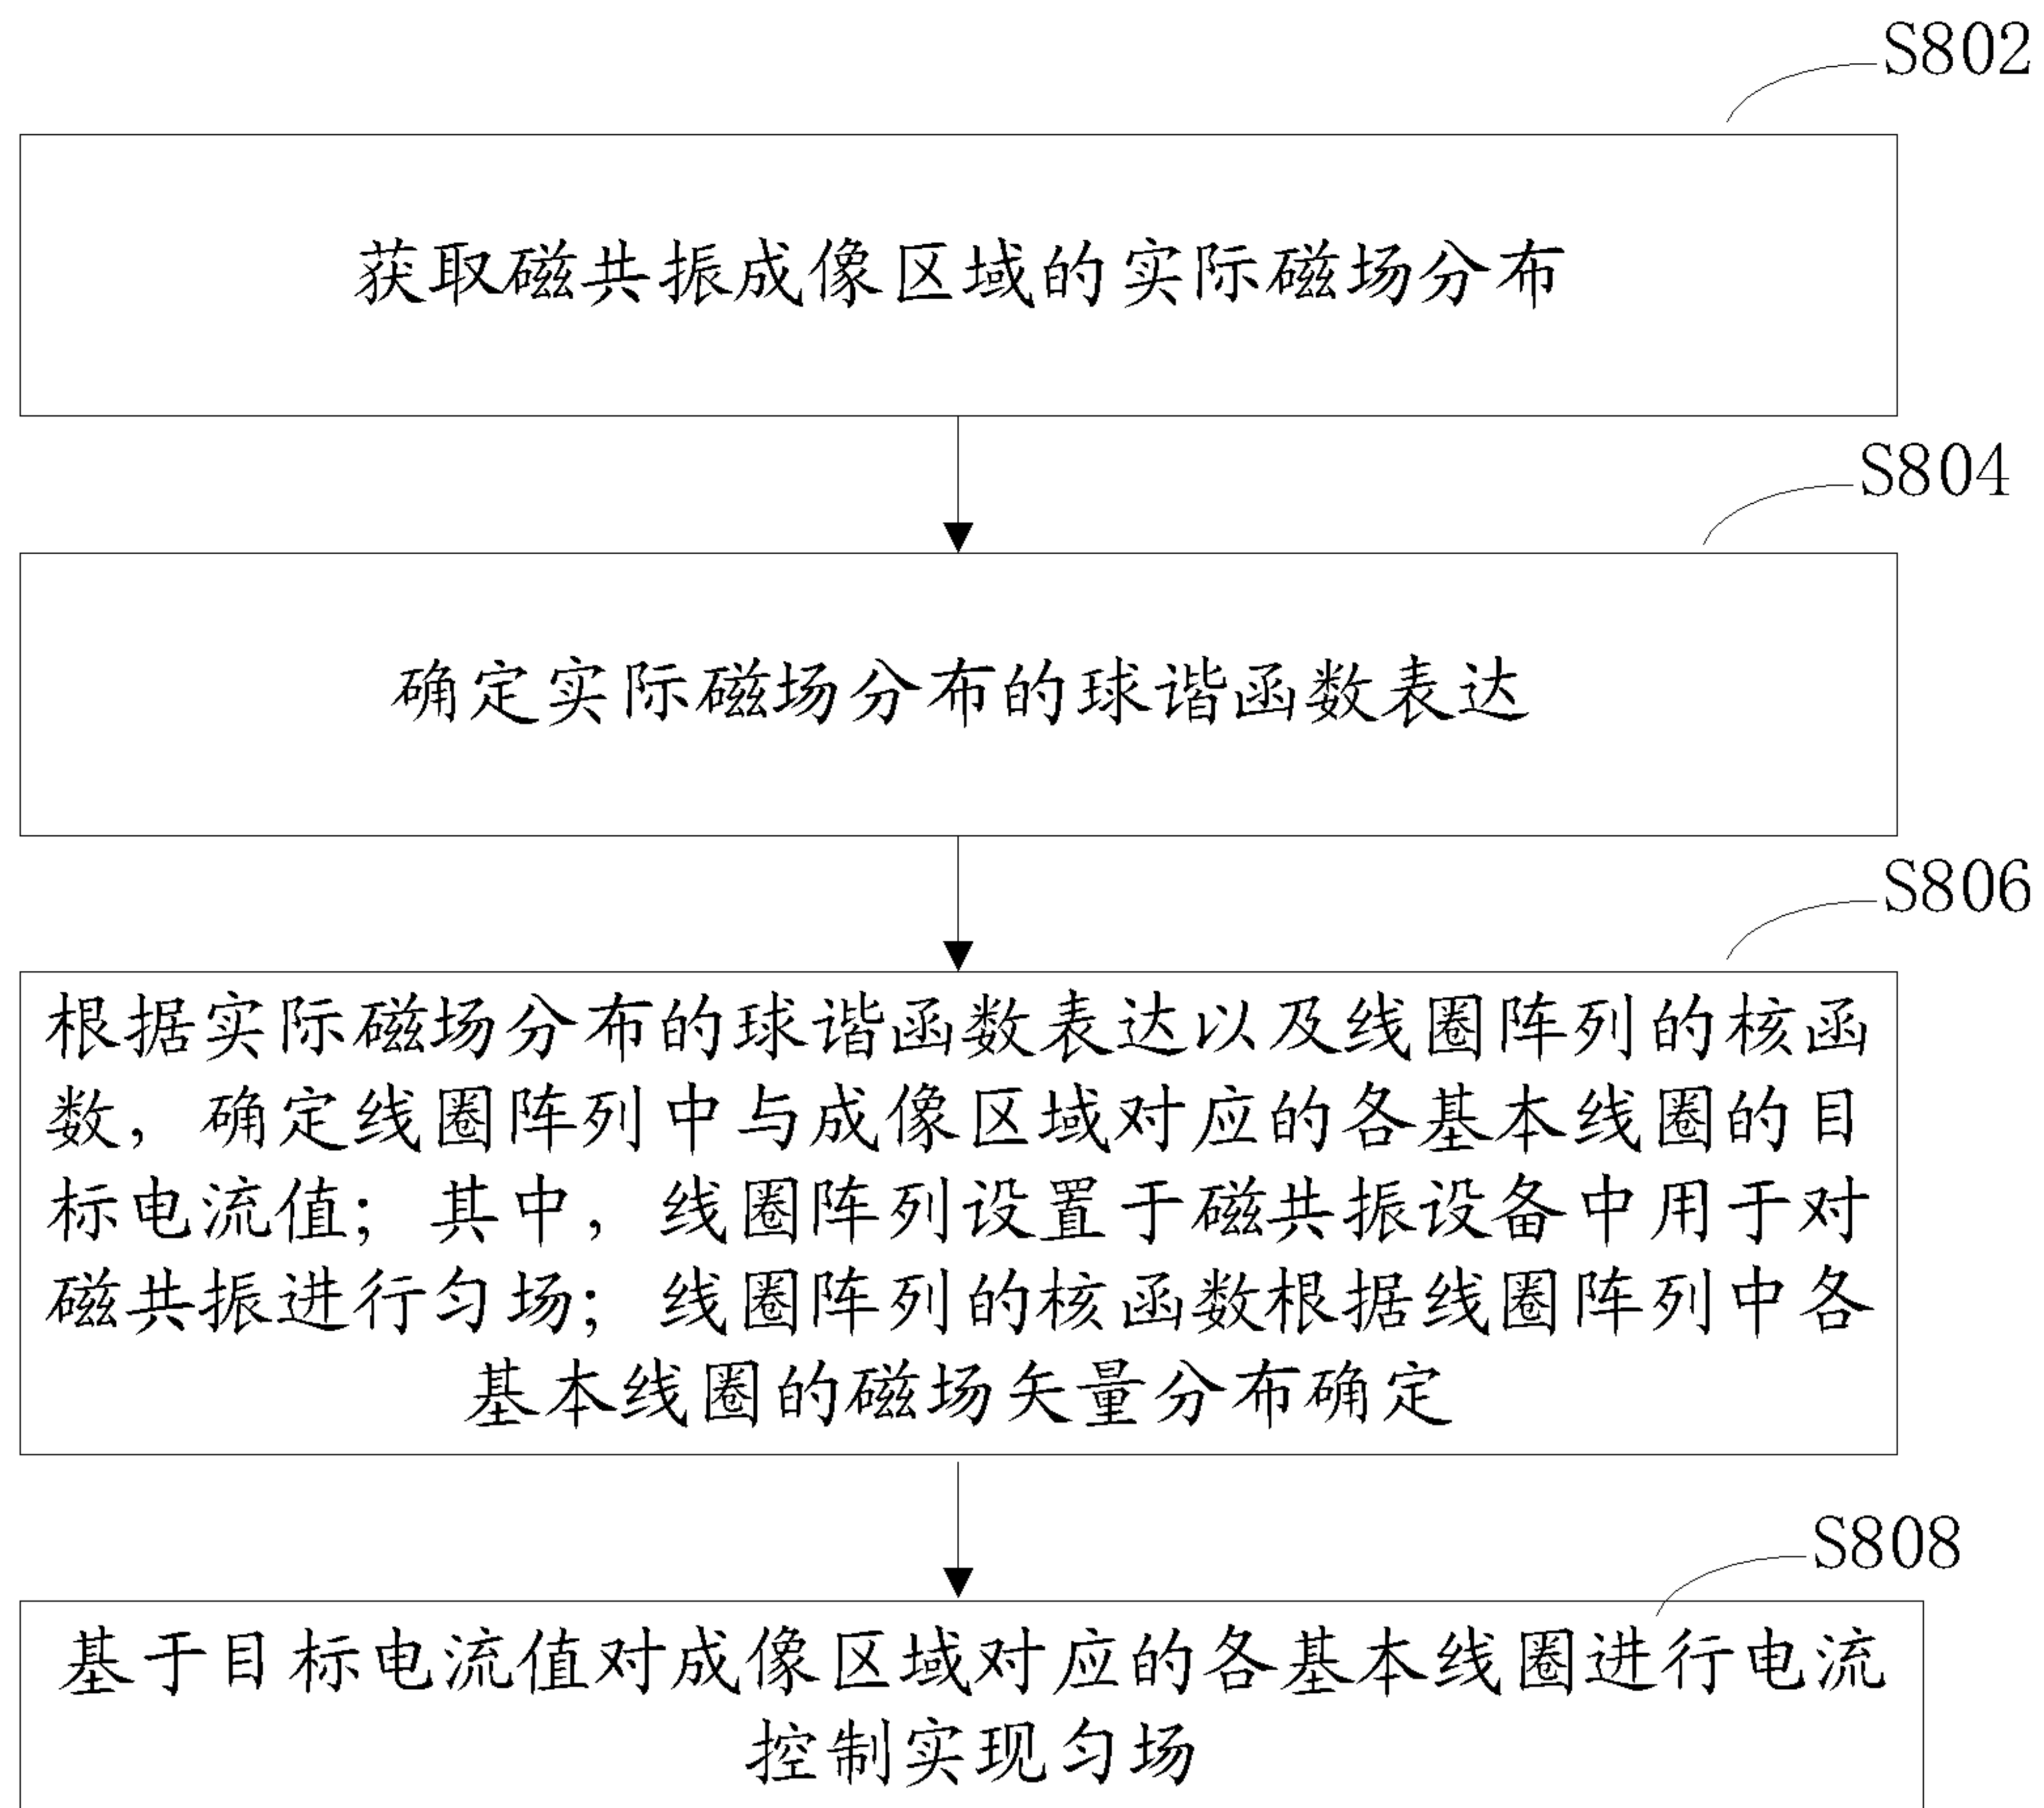 S802
获取磁共振成像区域的实际磁场分布
S804
确定实际磁场分布的球谐函数表达
S806
根据实际磁场分布的球谐函数表达以及线圈阵列的核函
数，确定线圈阵列中与成像区域对应的各基本线圈的目
标电流值；其中，线圈阵列设置于磁共振设备中用于对
磁共振进行匀场；线圈阵列的核函数根据线圈阵列中各
基本线圈的磁场矢量分布确定
S808
基于目标电流值对成像区域对应的各基本线圈进行电流
控制实现匀场